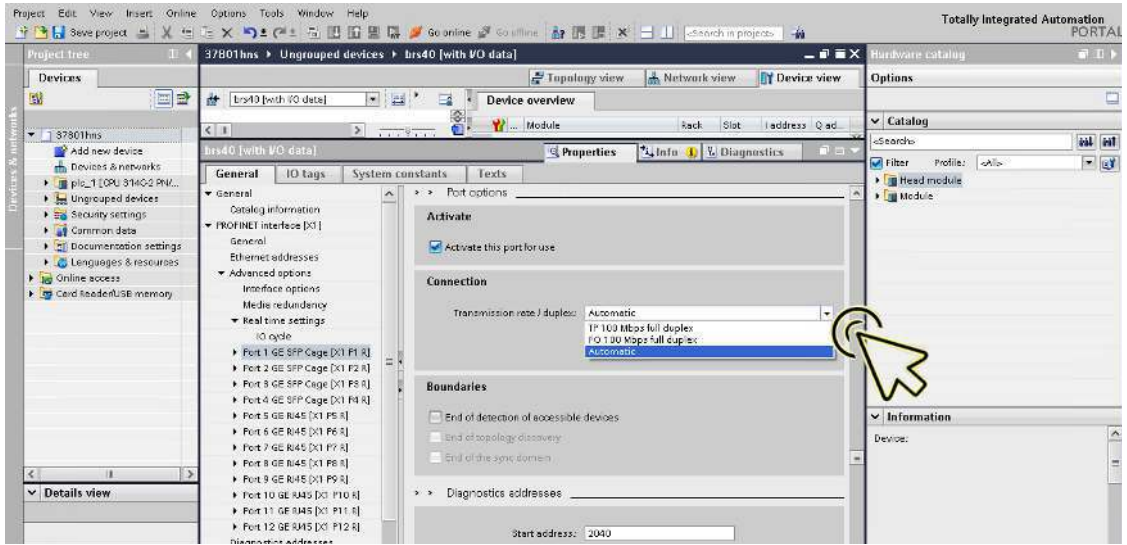 Project Edit View Insert Online Options Tools Window Help
Totally Integrated Automation
PORTAL
Save project
Go online
Go offline
<Search in project>
Project tree
37801hns ▸ Ungrouped devices ▸ brs40 [with I/O data]
Hardware catalog
Devices
Topology view
Network view
Device view
Options
brs40 [with I/O data]
Device overview
... Module Rack Slot I address Q ad...
Devices & networks
37801hns
Add new device
Devices & networks
plc_1 [CPU 314C-2 PN/...
Ungrouped devices
Security settings
Common data
Documentation settings
Languages & resources
Online access
Card Reader/USB memory
Details view
brs40 [with I/O data]
Properties
Info
Diagnostics
General
IO tags
System constants
Texts
General
Catalog information
PROFINET interface [X1]
General
Ethernet addresses
Advanced options
Interface options
Media redundancy
Real time settings
IO cycle
Port 1 GE SFP Cage [X1 P1 R]
Port 2 GE SFP Cage [X1 P2 R]
Port 3 GE SFP Cage [X1 P3 R]
Port 4 GE SFP Cage [X1 P4 R]
Port 5 GE RJ45 [X1 P5 R]
Port 6 GE RJ45 [X1 P6 R]
Port 7 GE RJ45 [X1 P7 R]
Port 8 GE RJ45 [X1 P8 R]
Port 9 GE RJ45 [X1 P9 R]
Port 10 GE RJ45 [X1 P10 R]
Port 11 GE RJ45 [X1 P11 R]
Port 12 GE RJ45 [X1 P12 R]
Diagnostics addresses
> > Port options
Activate
Activate this port for use
Connection
Transmission rate / duplex: Automatic
TP 100 Mbps full duplex
FO 100 Mbps full duplex
Automatic
Boundaries
End of detection of accessible devices
End of topology discovery
End of the sync domain
> > Diagnostics addresses
Start address: 2040
Catalog
<Search>
Filter Profile: <All>
Head module
Module
Information
Device: